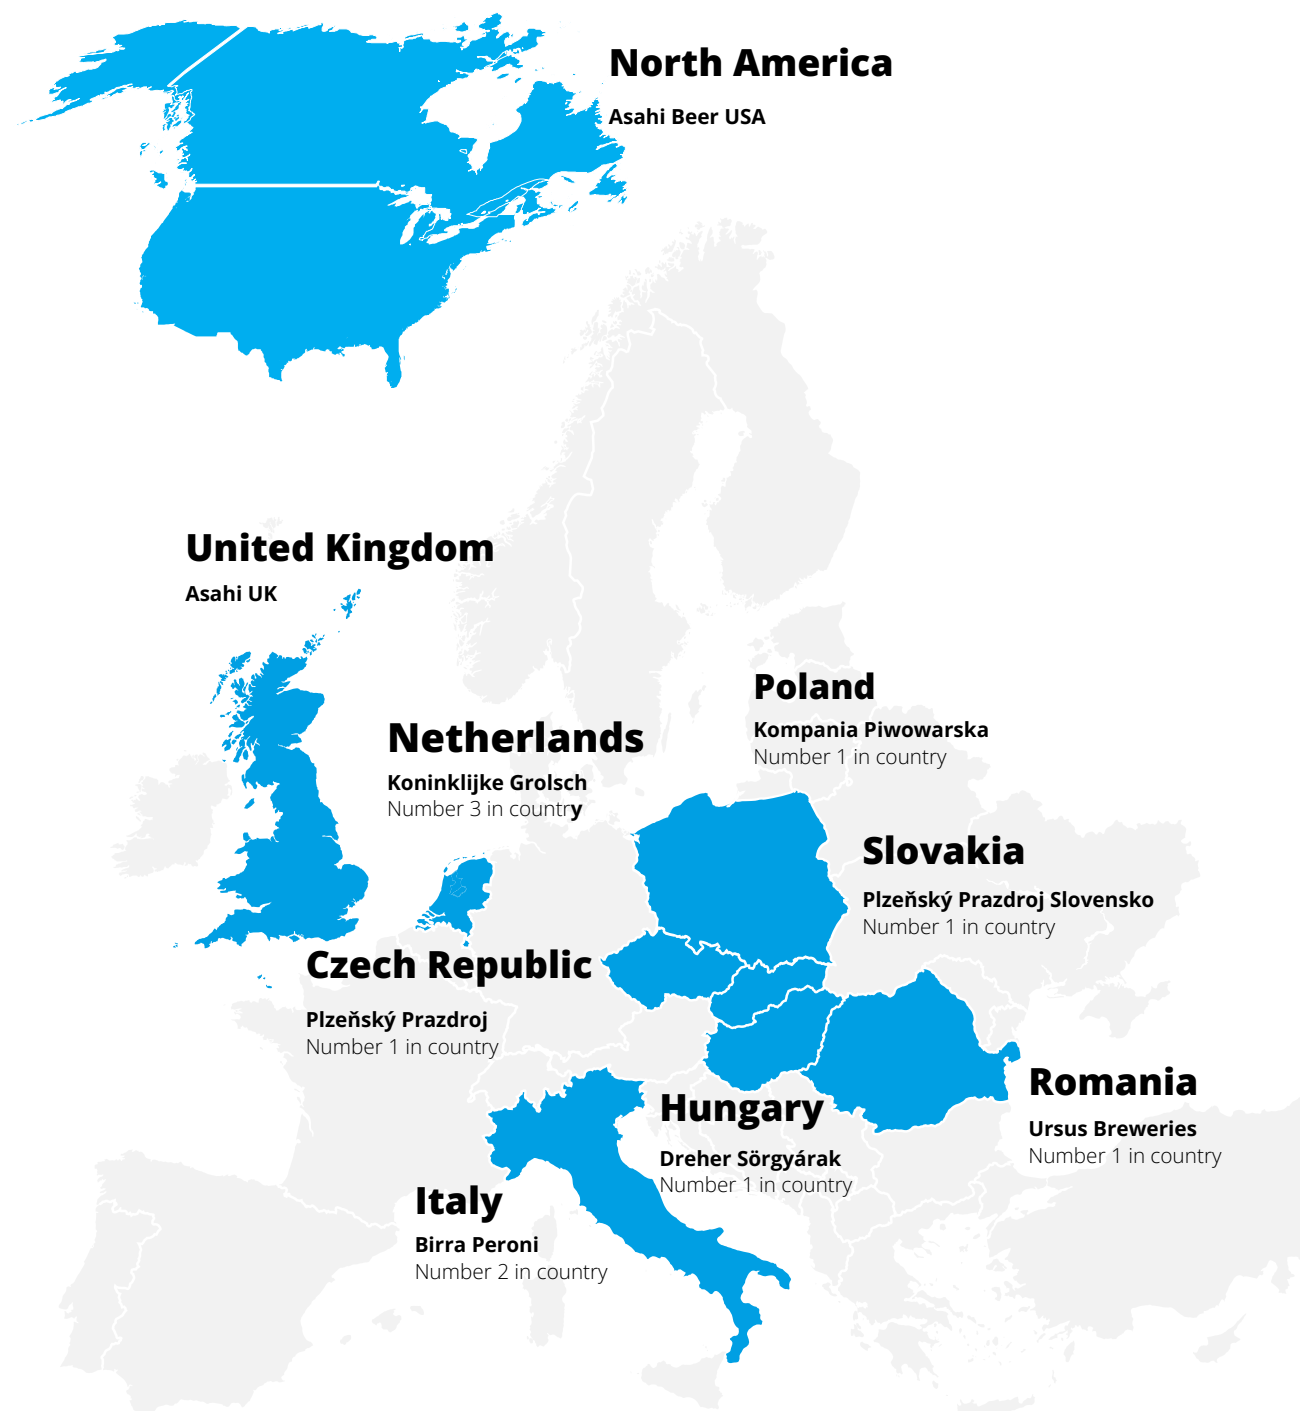 North America
Asahi Beer USA
United Kingdom
Asahi UK
Poland
Kompania Piwowarska
Number 1 in country
Netherlands
Koninklijke Grolsch
Number 3 in country
Slovakia
Plzeňský Prazdroj Slovensko
Number 1 in country
Czech Republic
Plzeňský Prazdroj
Number 1 in country
Romania
Ursus Breweries
Number 1 in country
Hungary
Dreher Sörgyárak
Number 1 in country
Italy
Birra Peroni
Number 2 in country